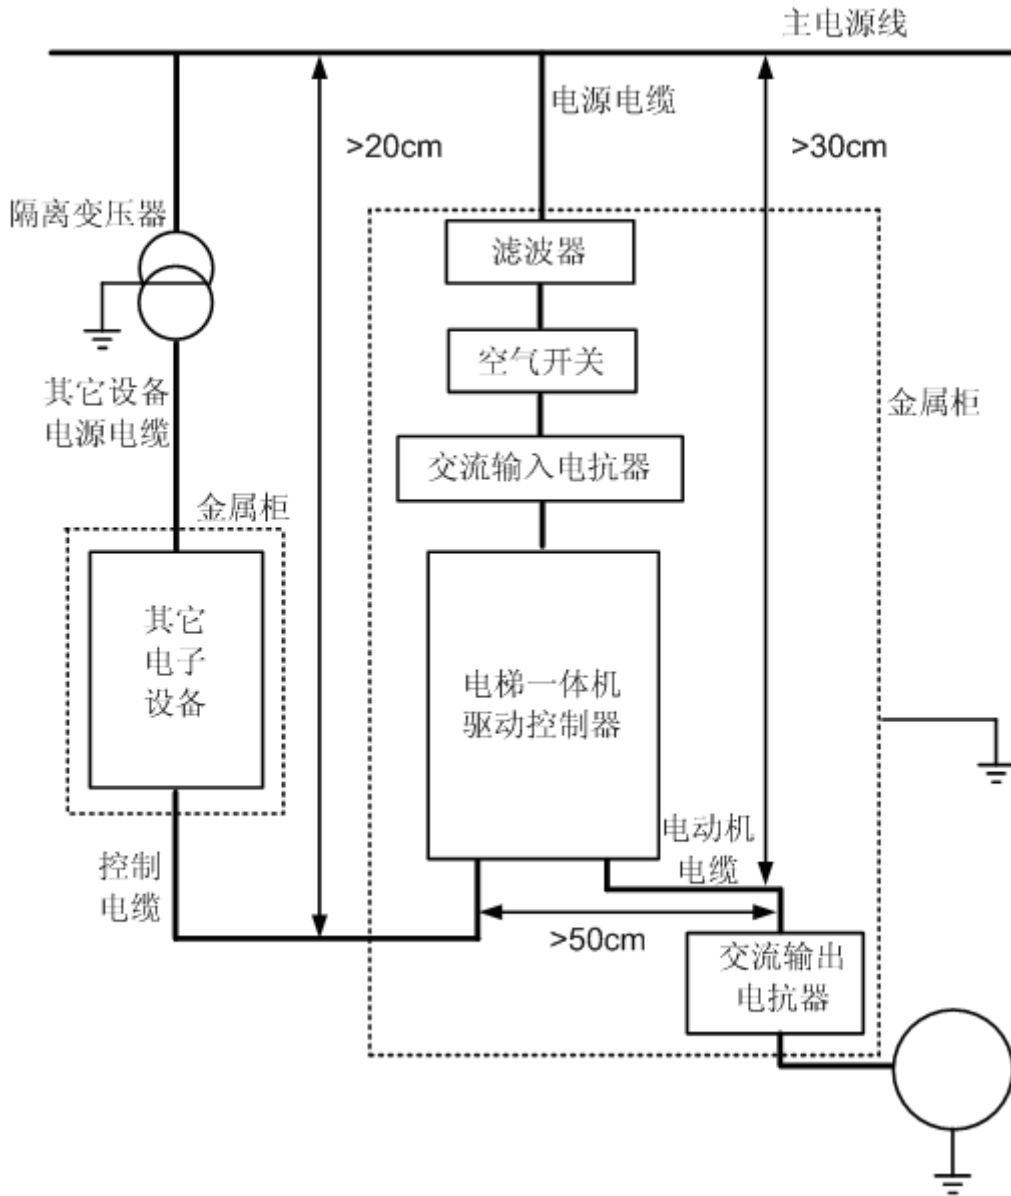 主电源线
电源电缆
>20cm
>30cm
隔离变压器
滤波器
空气开关
其它设备
电源电缆
金属柜
交流输入电抗器
金属柜
其它
电子
设备
电梯一体机
驱动控制器
电动机
电缆
控制
电缆
>50cm
交流输出
电抗器